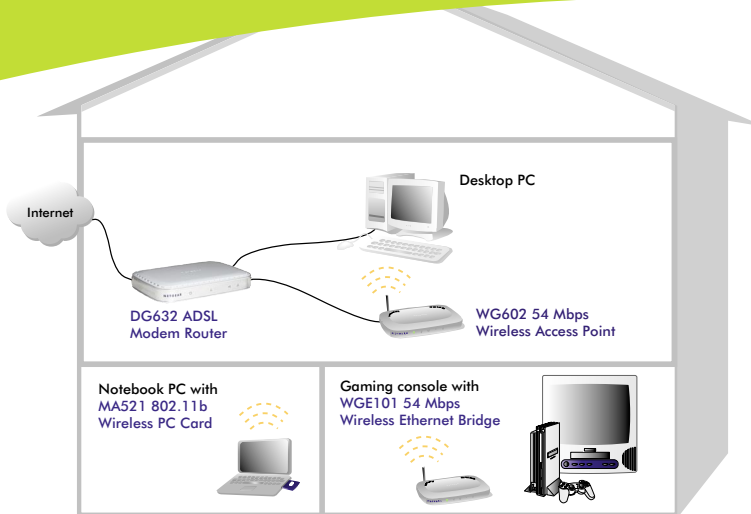 Desktop PC
Internet
DG632 ADSL
Modem Router
WG602 54 Mbps
Wireless Access Point
Notebook PC with
MA521 802.11b
Wireless PC Card
Gaming console with
WGE101 54 Mbps
Wireless Ethernet Bridge
NETGEAR